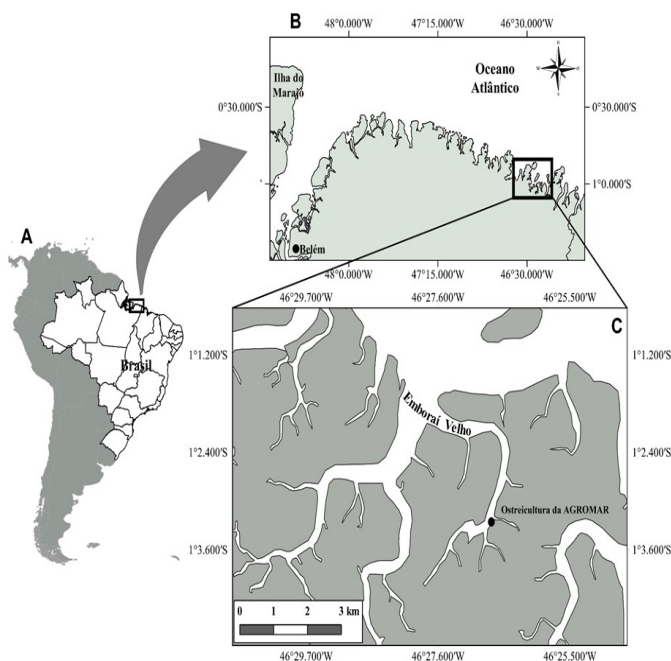 B
48°0.000'W 47°15.000'W 46°30.000'W
Oceano
Atlântico
Ilha do
Marajó
0°30.000'S 0°30.000'S
1°0.000'S
Belém
48°0.000'W 47°15.000'W 46°30.000'W
A
Brasil
46°29.700'W 46°27.600'W 46°25.500'W
C
1°1.200'S 1°1.200'S
Emboraí Velho
1°2.400'S 1°2.400'S
Ostreicultura da AGROMAR
1°3.600'S 1°3.600'S
0 1 2 3 km
46°29.700'W 46°27.600'W 46°25.500'W